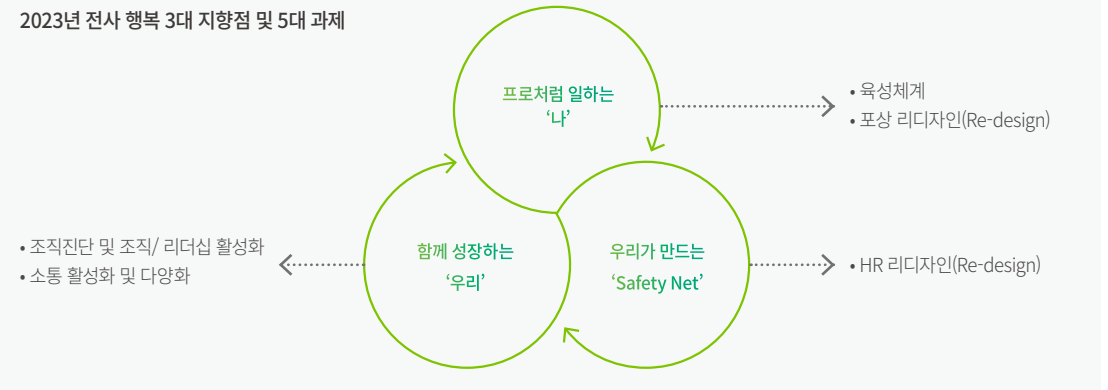 2023년 전사 행복 3대 지향점 및 5대 과제
프로처럼 일하는
‘나’
• 육성체계
• 포상 리디자인(Re-design)
함께 성장하는
‘우리’
• 조직진단 및 조직/ 리더십 활성화
• 소통 활성화 및 다양화
우리가 만드는
‘Safety Net’
• HR 리디자인(Re-design)